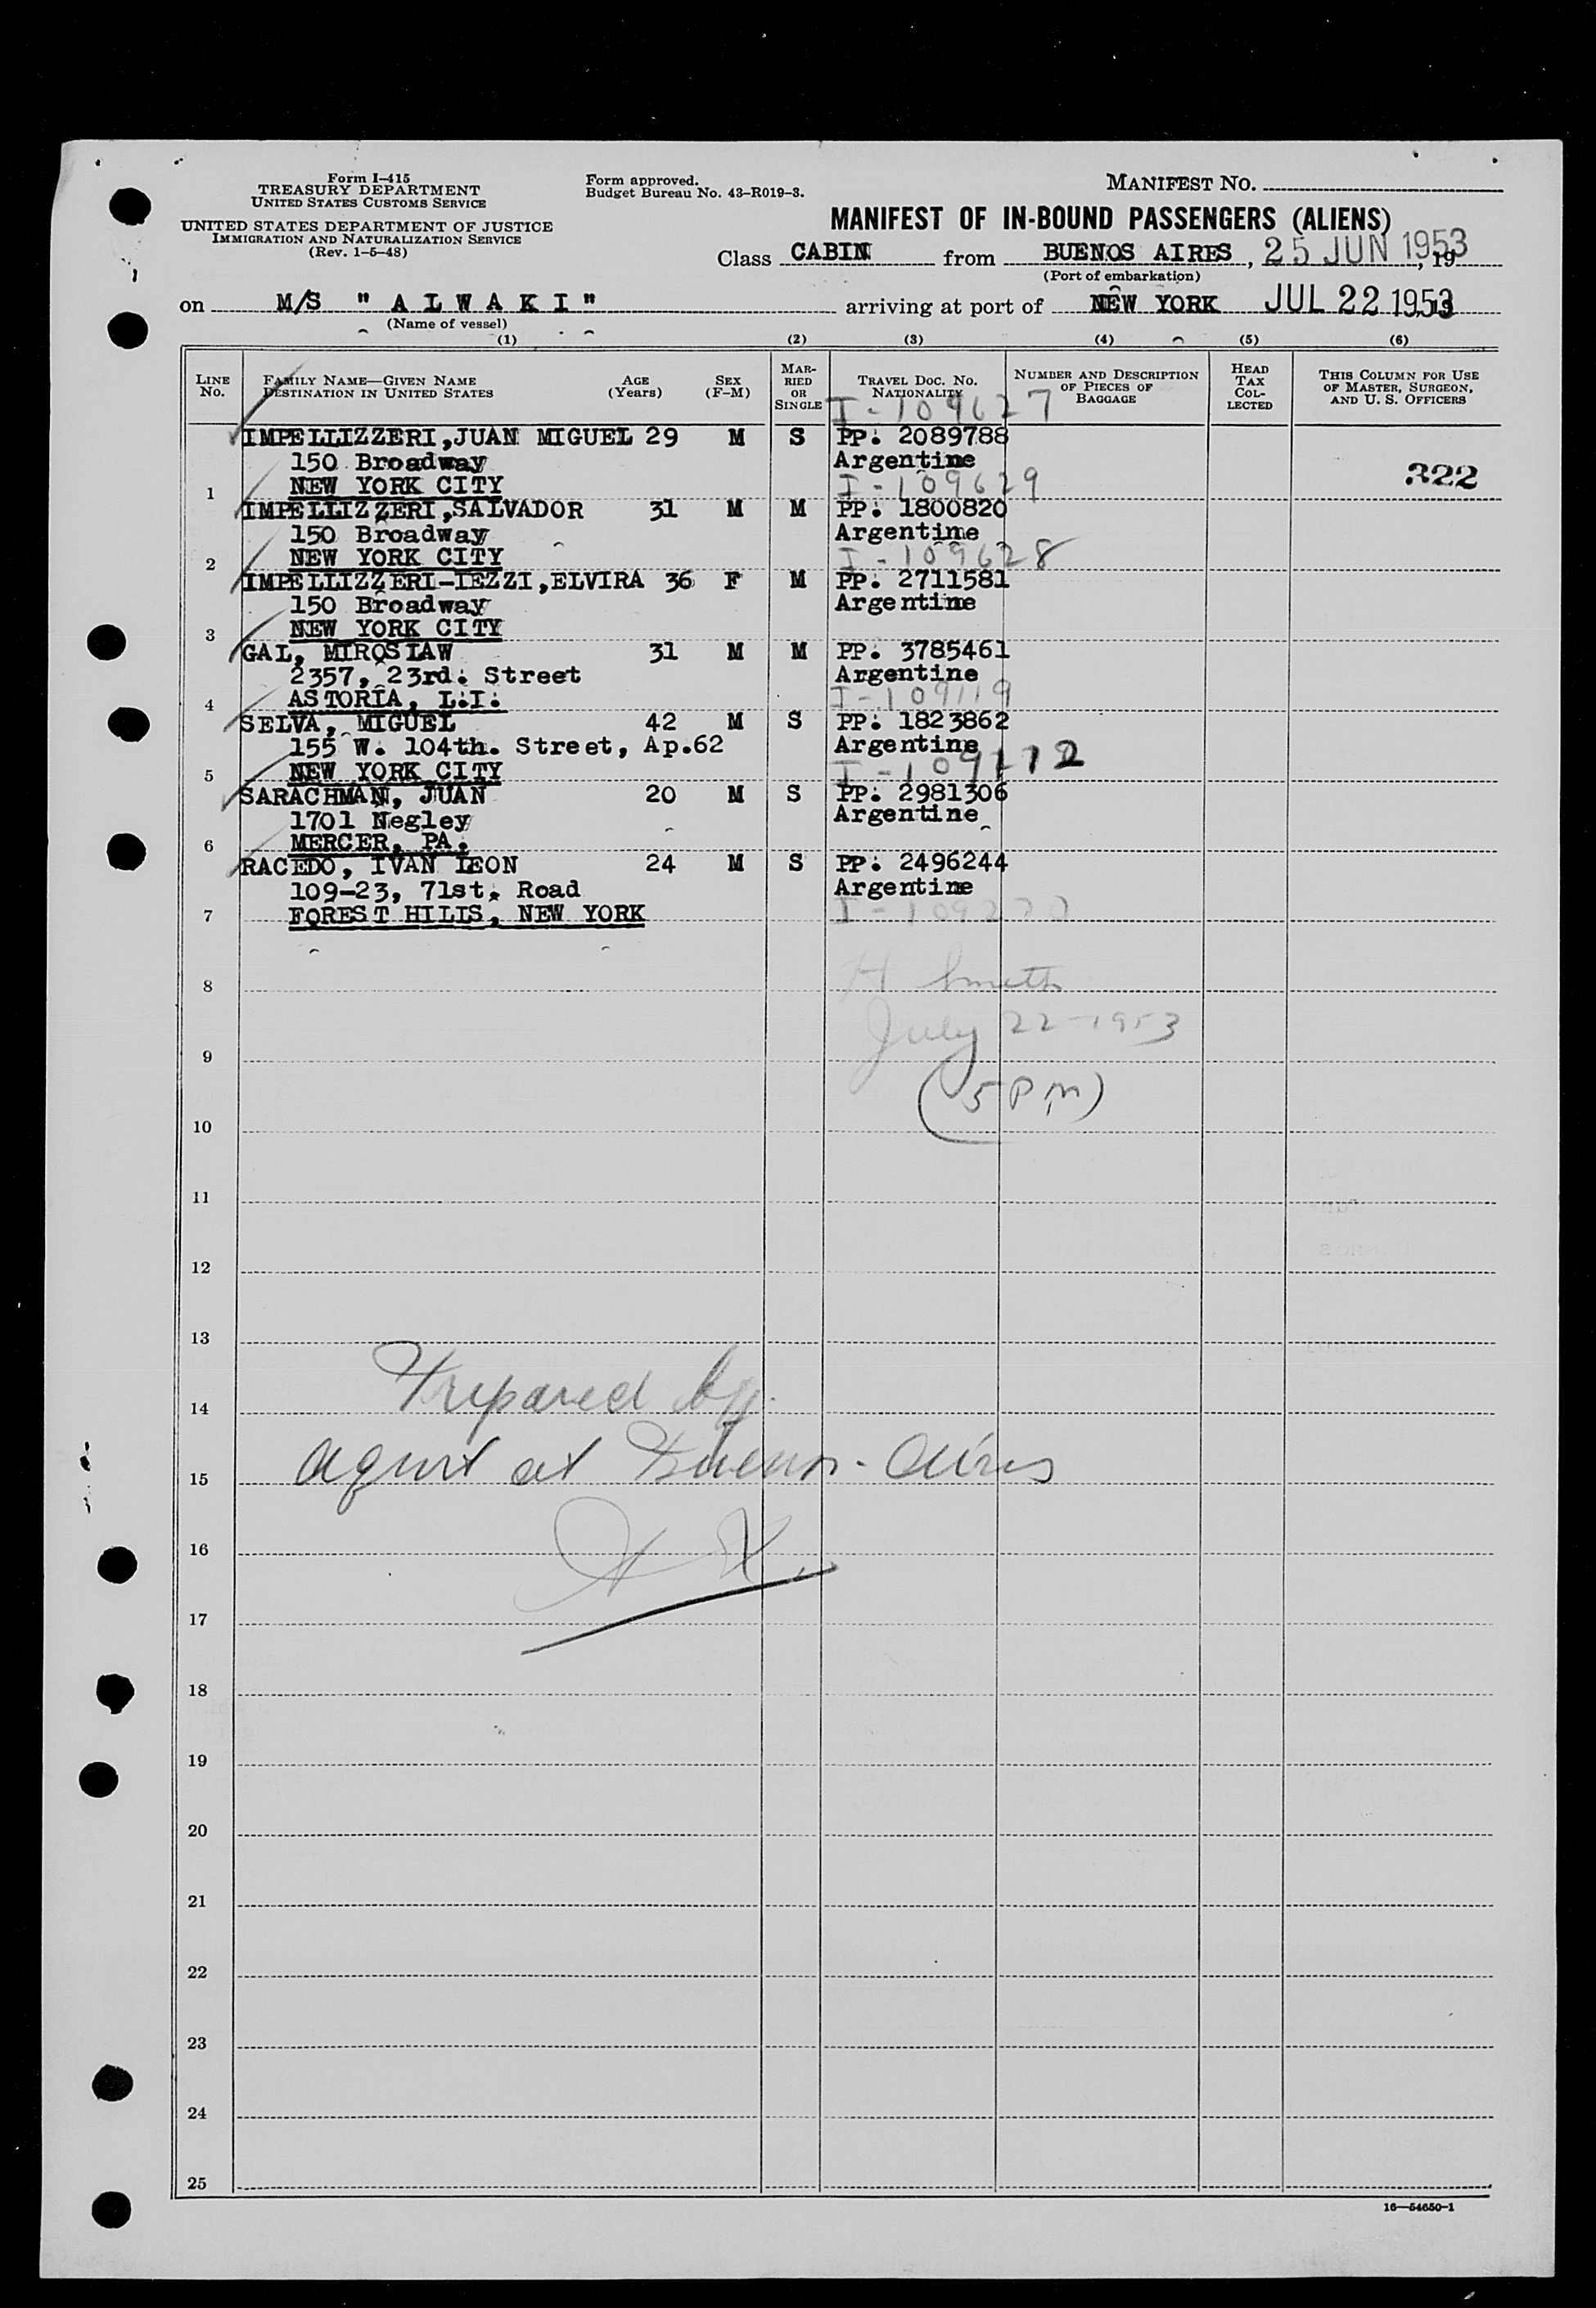 Form I-415
TREASURY DEPARTMENT
UNITED STATES CUSTOMS SERVICE
UNITED STATES DEPARTMENT OF JUSTICE
IMMIGRATION AND NATURALIZATION SERVICE
(Rev. 1-5-48)
Form approved.
Budget Bureau No. 43-R019-3.
MANIFEST NO.
MANIFEST OF IN-BOUND PASSENGERS (ALIENS)
Class CABIN from BUENOS AIRES, 25 JUN 1953, 19
(Port of embarkation)
on M/S "ALWAKI" arriving at port of NEW YORK JUL 22 1953
(Name of vessel)
(1) (2) (3) (4) (5) (6)
LINE No.
FAMILY NAME—GIVEN NAME
DESTINATION IN UNITED STATES
AGE (Years)
SEX (F-M)
MARRIED OR SINGLE
TRAVEL DOC. NO.
NATIONALITY
NUMBER AND DESCRIPTION OF PIECES OF BAGGAGE
HEAD TAX COLLECTED
THIS COLUMN FOR USE OF MASTER, SURGEON, AND U. S. OFFICERS
I-109627
IMPELLIZZERI,JUAN MIGUEL 29 M S PP. 2089788
150 Broadway Argentine
322
1 NEW YORK CITY I-109629
IMPELLIZZERI,SALVADOR 31 M M PP. 1800820
150 Broadway Argentine
2 NEW YORK CITY I-109628
IMPELLIZZERI-IEZZI,ELVIRA 36 F M PP. 2711581
150 Broadway Argentine
3 NEW YORK CITY
GAL, MIROSLAW 31 M M PP. 3785461
2357, 23rd. Street Argentine
4 ASTORIA, L.I. I-109119
SELVA, MIGUEL 42 M S PP. 1823862
155 W. 104th. Street, Ap.62 Argentine
5 NEW YORK CITY I-109172
SARACHMAN, JUAN 20 M S PP. 2981306
1701 Negley Argentine
6 MERCER, PA.
RACEDO, IVAN LEON 24 M S PP. 2496244
109-23, 71st. Road Argentine
7 FOREST HILLS, NEW YORK I-109270
8 H Smith
July 22-1953
9
(5 PM)
10
11
12
13
Prepared by
14
agent at Buenos-Aires
15
16
17
18
19
20
21
22
23
24
25
16—54650-1